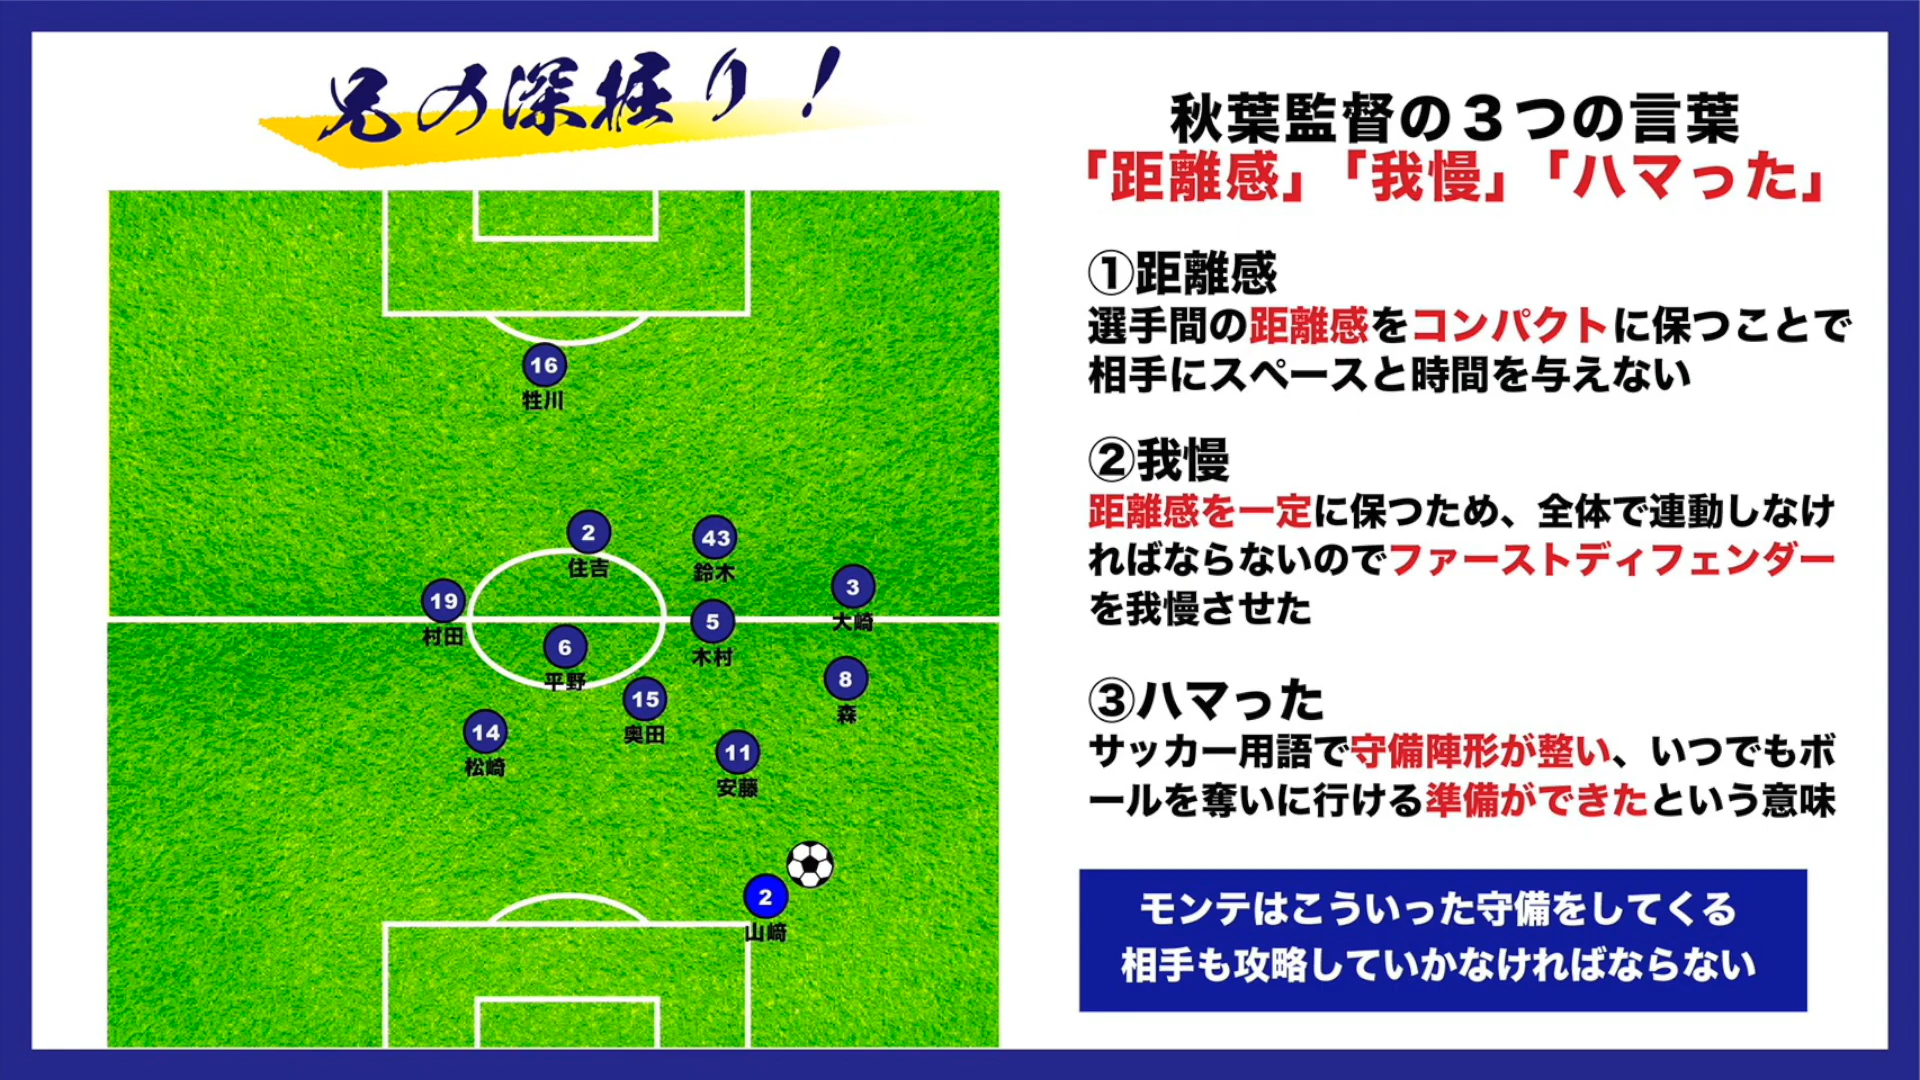 兄の深掘り！
秋葉監督の３つの言葉
「距離感」「我慢」「ハマった」
①距離感
選手間の距離感をコンパクトに保つことで
相手にスペースと時間を与えない
②我慢
距離感を一定に保つため、全体で連動しなけ
ればならないのでファーストディフェンダー
を我慢させた
③ハマった
サッカー用語で守備陣形が整い、いつでもボ
ールを奪いに行ける準備ができたという意味
モンテはこういった守備をしてくる
相手も攻略していかなければならない
16
牲川
2
住吉
43
鈴木
3
大崎
19
村田
5
木村
6
平野
8
森
15
奥田
14
松崎
11
安藤
2
山﨑